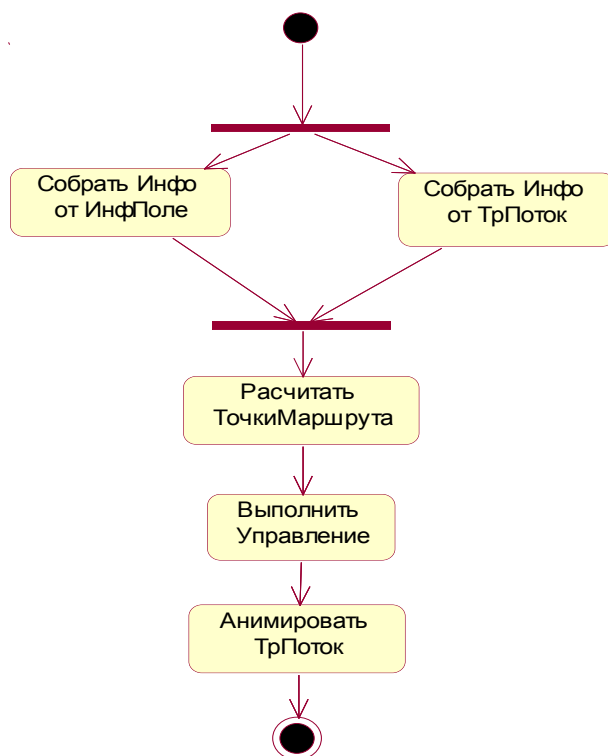 Собрать Инфо
от ИнфПоле
Собрать Инфо
от ТрПоток
Расчитать
ТочкиМаршрута
Выполнить
Управление
Анимировать
ТрПоток